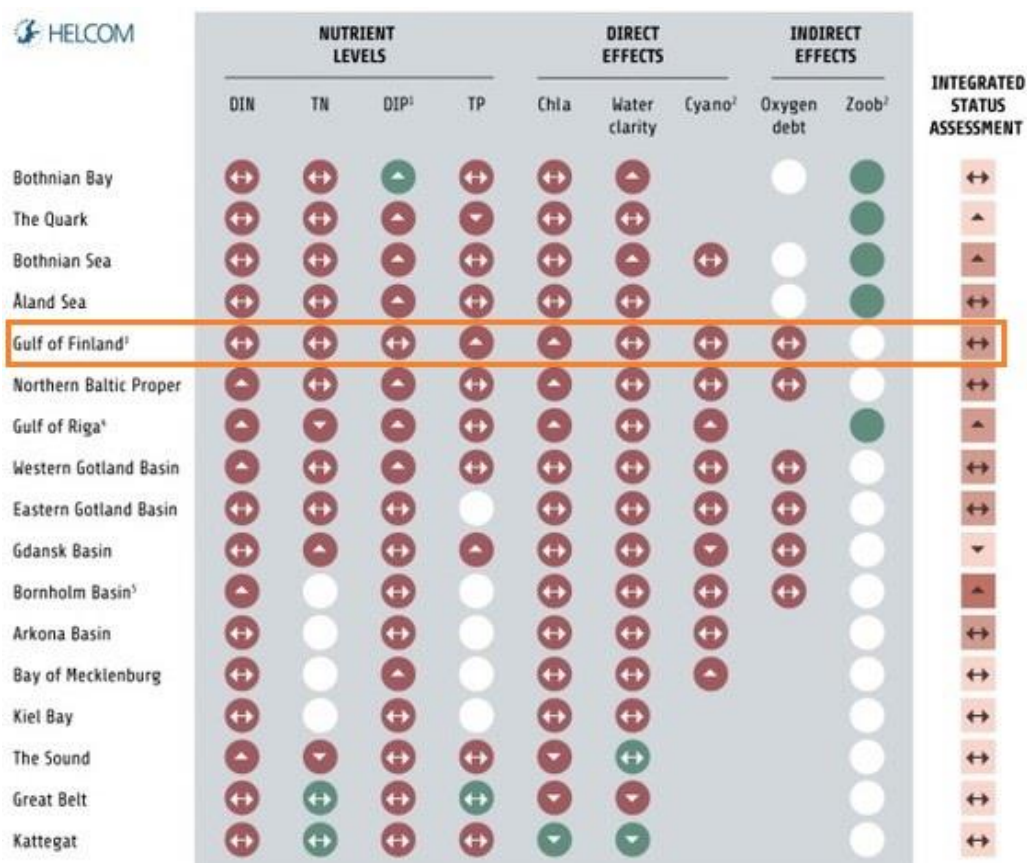 HELCOM
NUTRIENT LEVELS
DIRECT EFFECTS
INDIRECT EFFECTS
INTEGRATED STATUS ASSESSMENT
DIN TN DIP¹ TP Chla Water clarity Cyano² Oxygen debt Zoob²
Bothnian Bay
The Quark
Bothnian Sea
Åland Sea
Gulf of Finland³
Northern Baltic Proper
Gulf of Riga⁴
Western Gotland Basin
Eastern Gotland Basin
Gdansk Basin
Bornholm Basin⁵
Arkona Basin
Bay of Mecklenburg
Kiel Bay
The Sound
Great Belt
Kattegat